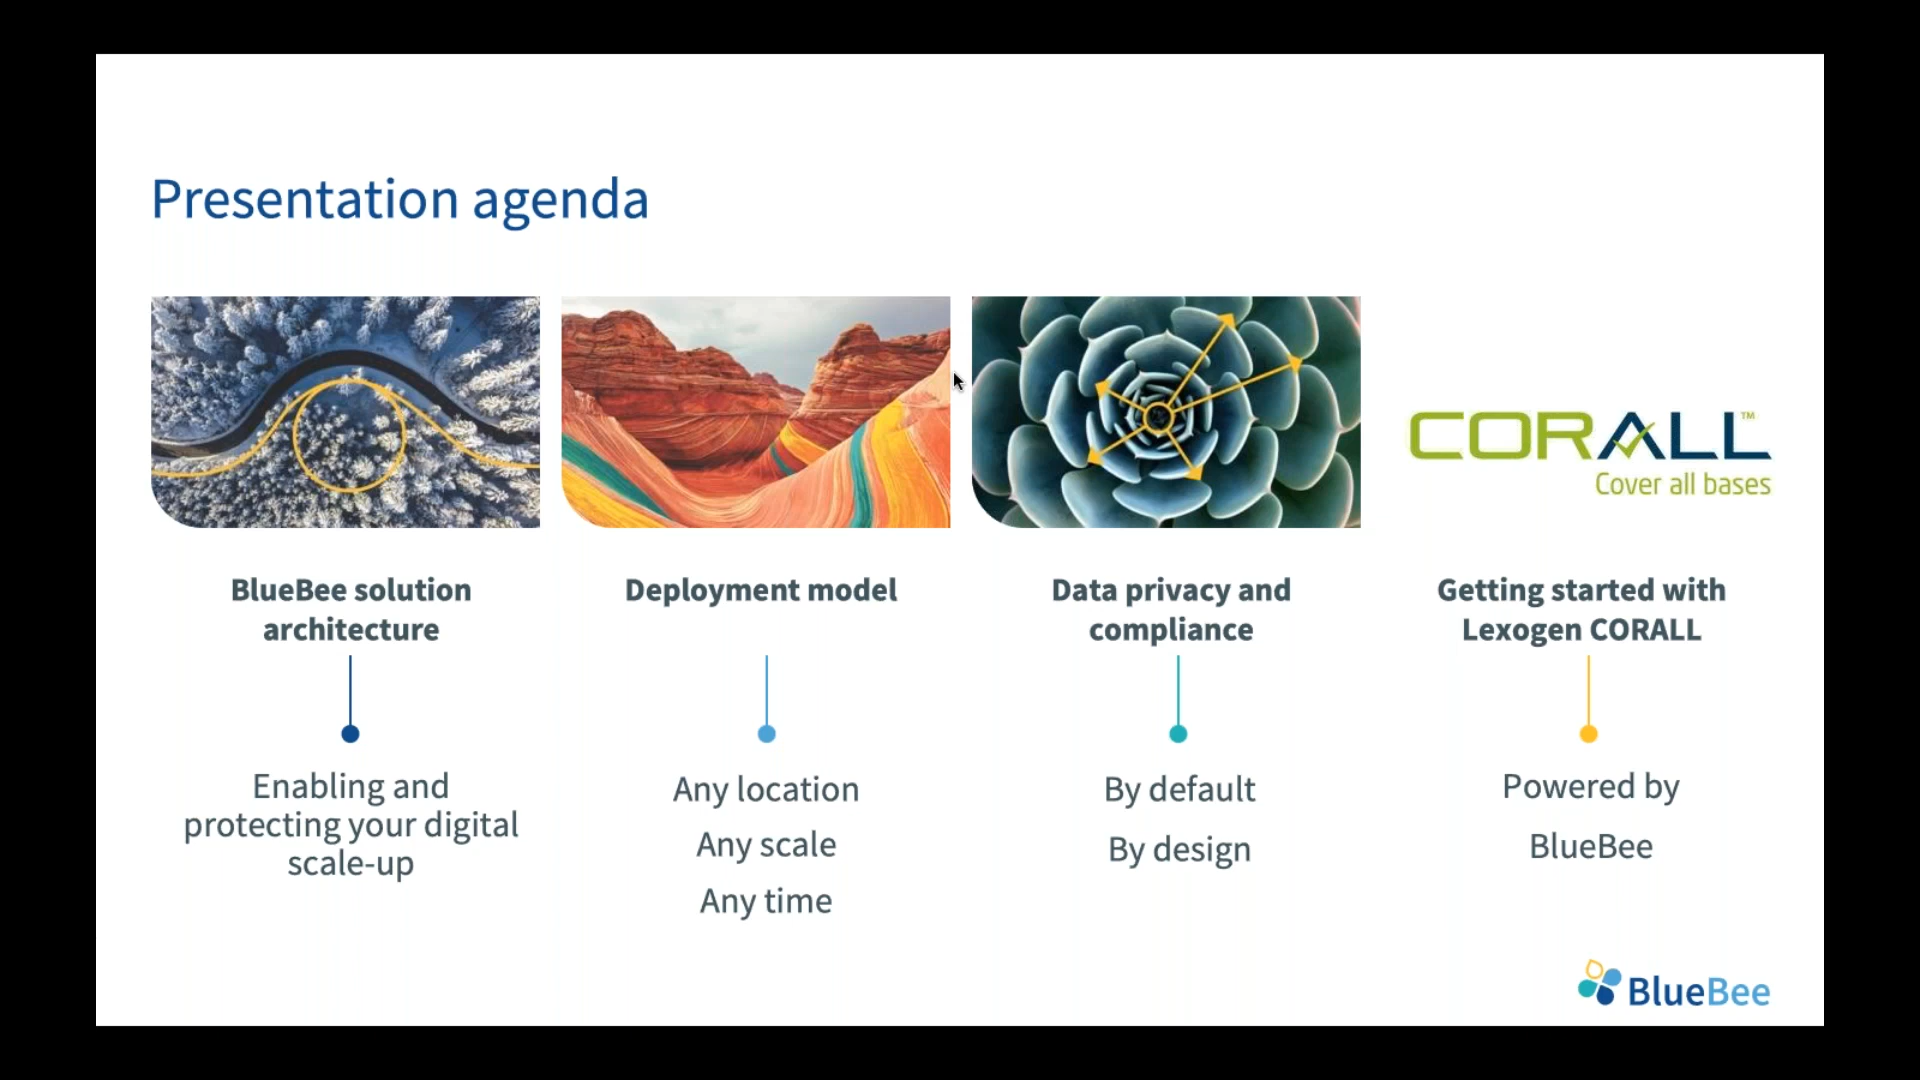 Presentation agenda
CORALL™
Cover all bases
BlueBee solution
architecture
Enabling and
protecting your digital
scale-up
Deployment model
Any location
Any scale
Any time
Data privacy and
compliance
By default
By design
Getting started with
Lexogen CORALL
Powered by
BlueBee
BlueBee